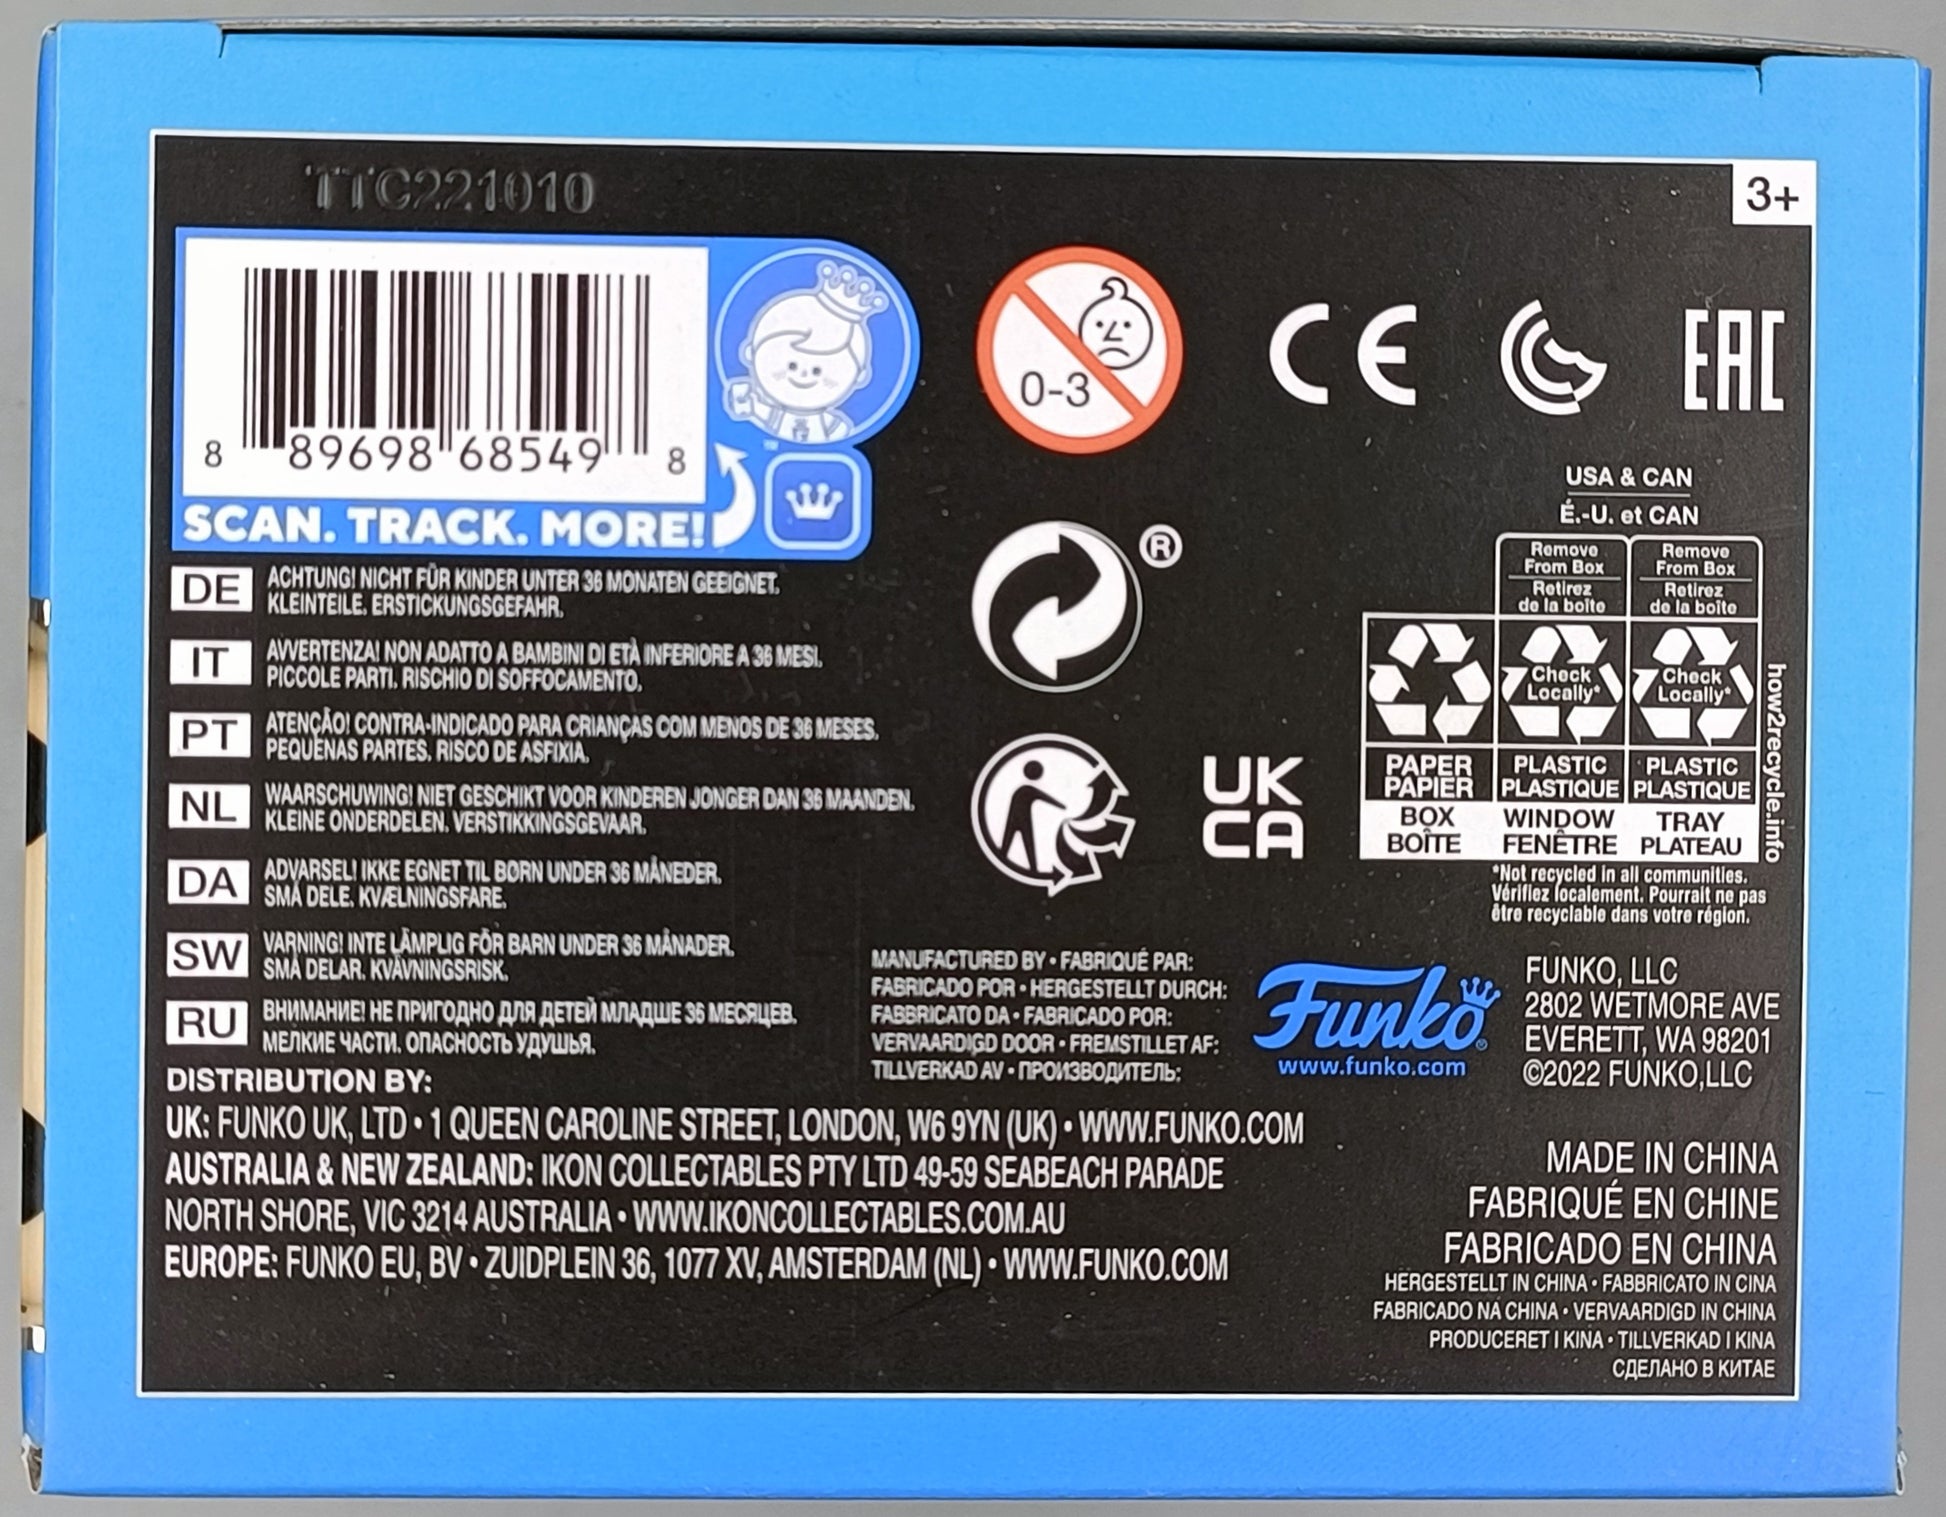 TTC221010
3+
8 89698 68549 8
™
SCAN. TRACK. MORE!
0-3
CE
EAC
DE ACHTUNG! NICHT FÜR KINDER UNTER 36 MONATEN GEEIGNET.
KLEINTEILE. ERSTICKUNGSGEFAHR.
IT AVVERTENZA! NON ADATTO A BAMBINI DI ETÀ INFERIORE A 36 MESI.
PICCOLE PARTI. RISCHIO DI SOFFOCAMENTO.
PT ATENÇÃO! CONTRA-INDICADO PARA CRIANÇAS COM MENOS DE 36 MESES.
PEQUENAS PARTES. RISCO DE ASFIXIA.
NL WAARSCHUWING! NIET GESCHIKT VOOR KINDEREN JONGER DAN 36 MAANDEN.
KLEINE ONDERDELEN. VERSTIKKINGSGEVAAR.
DA ADVARSEL! IKKE EGNET TIL BØRN UNDER 36 MÅNEDER.
SMÅ DELE. KVÆLNINGSFARE.
SW VARNING! INTE LÄMPLIG FÖR BARN UNDER 36 MÅNADER.
SMÅ DELAR. KVÄVNINGSRISK.
RU ВНИМАНИЕ! НЕ ПРИГОДНО ДЛЯ ДЕТЕЙ МЛАДШЕ 36 МЕСЯЦЕВ.
МЕЛКИЕ ЧАСТИ. ОПАСНОСТЬ УДУШЬЯ.
®
UK
CA
USA & CAN
É.-U. et CAN
Remove From Box Retirez de la boîte
Remove From Box Retirez de la boîte
Check Locally*
Check Locally*
PAPER PAPIER
PLASTIC PLASTIQUE
PLASTIC PLASTIQUE
BOX BOÎTE
WINDOW FENÊTRE
TRAY PLATEAU
how2recycle.info
*Not recycled in all communities.
Vérifiez localement. Pourrait ne pas
être recyclable dans votre région.
MANUFACTURED BY • FABRIQUÉ PAR:
FABRICADO POR • HERGESTELLT DURCH:
FABBRICATO DA • FABRICADO POR:
VERVAARDIGD DOOR • FREMSTILLET AF:
TILLVERKAD AV • ПРОИЗВОДИТЕЛЬ:
Funko®
www.funko.com
FUNKO, LLC
2802 WETMORE AVE
EVERETT, WA 98201
©2022 FUNKO,LLC
DISTRIBUTION BY:
UK: FUNKO UK, LTD • 1 QUEEN CAROLINE STREET, LONDON, W6 9YN (UK) • WWW.FUNKO.COM
AUSTRALIA & NEW ZEALAND: IKON COLLECTABLES PTY LTD 49-59 SEABEACH PARADE
NORTH SHORE, VIC 3214 AUSTRALIA • WWW.IKONCOLLECTABLES.COM.AU
EUROPE: FUNKO EU, BV • ZUIDPLEIN 36, 1077 XV, AMSTERDAM (NL) • WWW.FUNKO.COM
MADE IN CHINA
FABRIQUÉ EN CHINE
FABRICADO EN CHINA
HERGESTELLT IN CHINA • FABBRICATO IN CINA
FABRICADO NA CHINA • VERVAARDIGD IN CHINA
PRODUCERET I KINA • TILLVERKAD I KINA
СДЕЛАНО В КИТАЕ